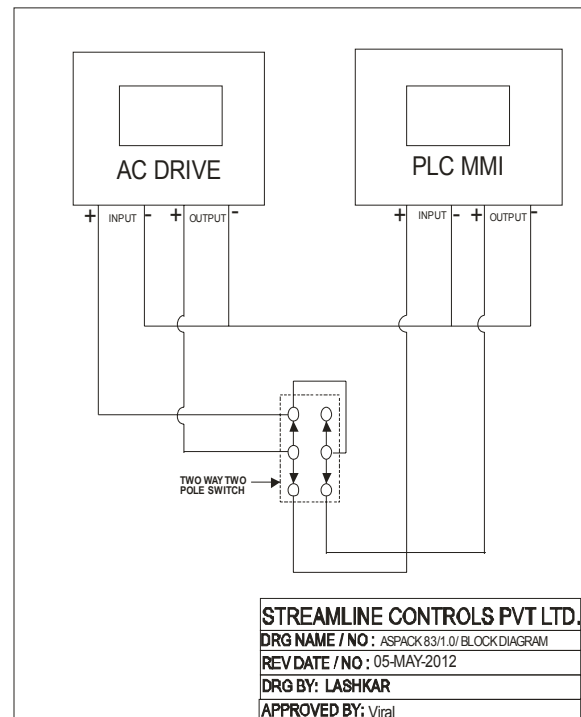 AC DRIVE
PLC MMI
+ INPUT - + OUTPUT -
+ INPUT - + OUTPUT -
TWO WAY TWO
POLE SWITCH
STREAMLINE CONTROLS PVT LTD.
DRG NAME / NO : ASPACK 83/1.0/ BLOCK DIAGRAM
REV DATE / NO : 05-MAY-2012
DRG BY: LASHKAR
APPROVED BY: Viral